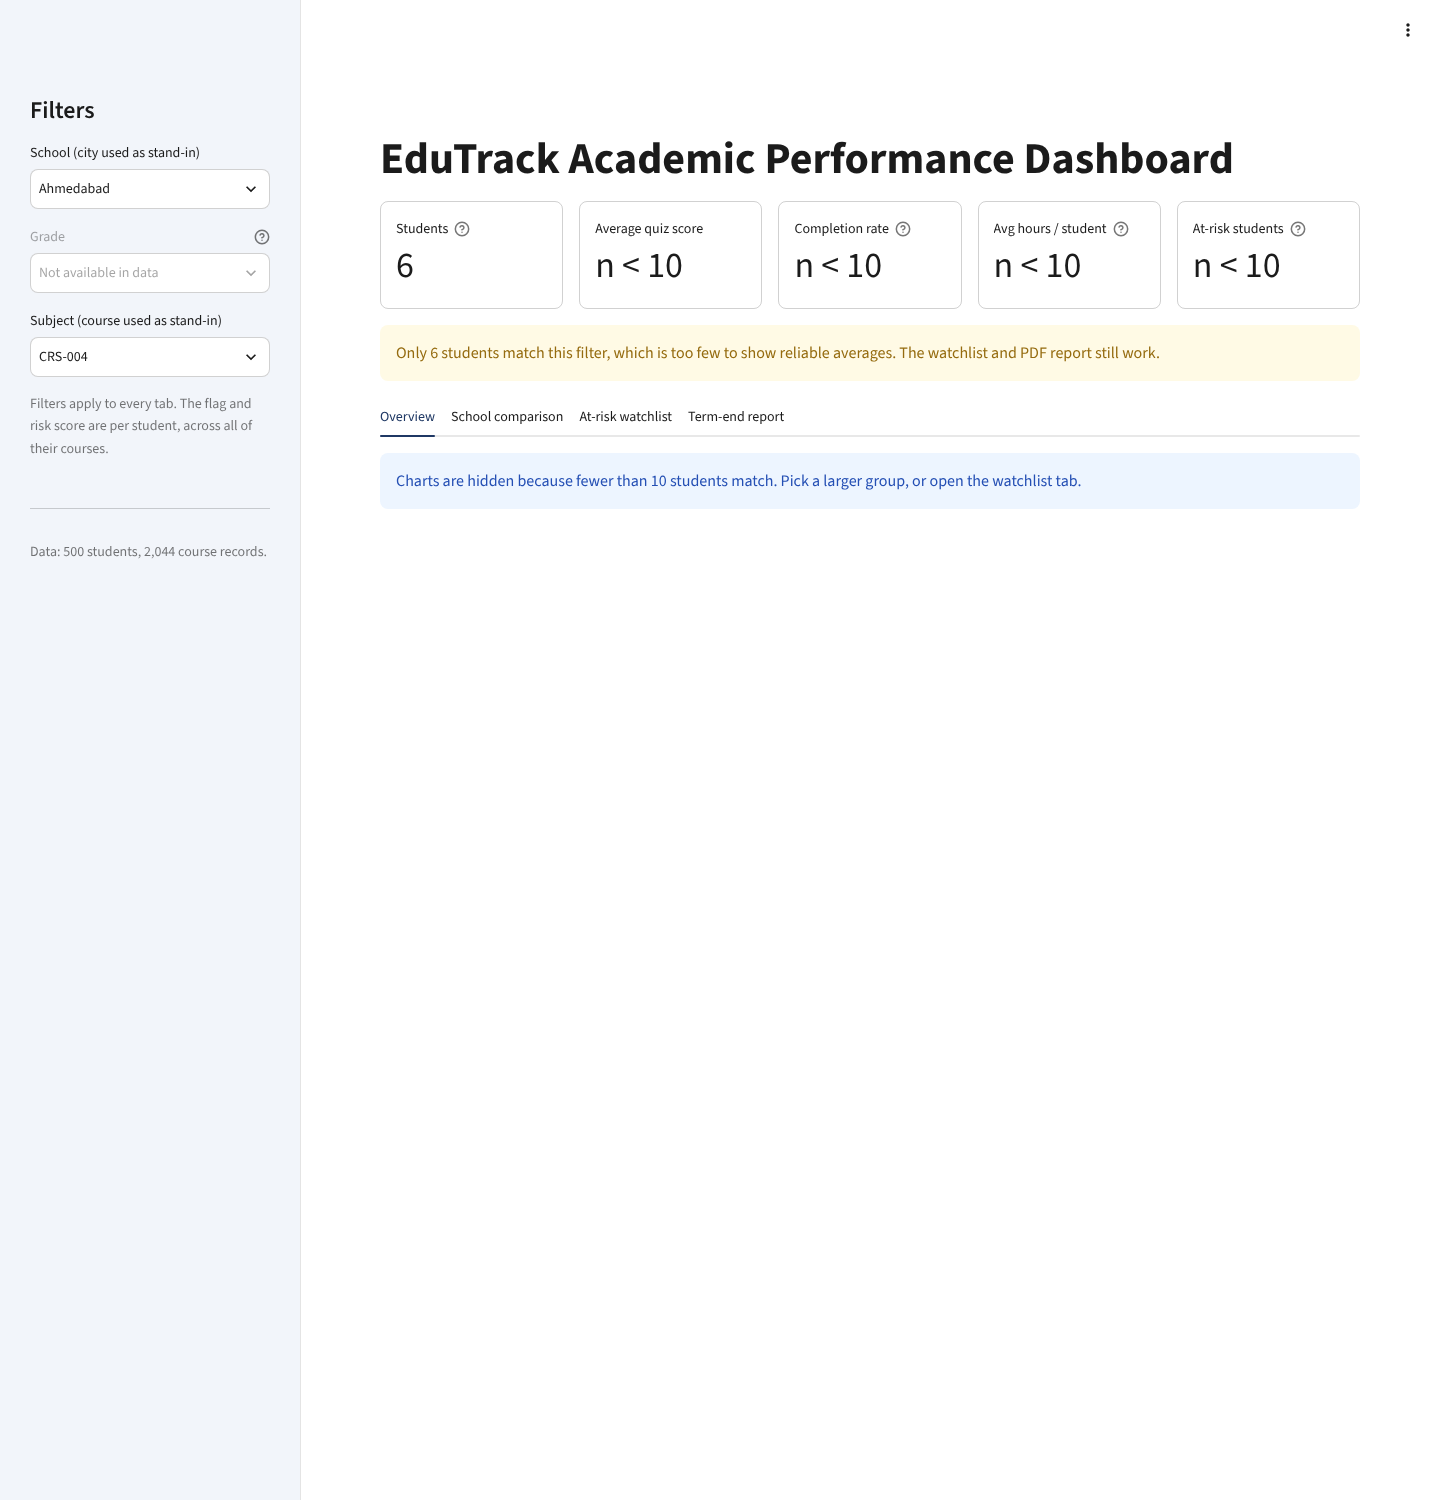 Filters
School (city used as stand-in)
Ahmedabad
Grade
Not available in data
Subject (course used as stand-in)
CRS-004
Filters apply to every tab. The flag and
risk score are per student, across all of
their courses.
Data: 500 students, 2,044 course records.
EduTrack Academic Performance Dashboard
Students
6
Average quiz score
n < 10
Completion rate
n < 10
Avg hours / student
n < 10
At-risk students
n < 10
Only 6 students match this filter, which is too few to show reliable averages. The watchlist and PDF report still work.
Overview School comparison At-risk watchlist Term-end report
Charts are hidden because fewer than 10 students match. Pick a larger group, or open the watchlist tab.